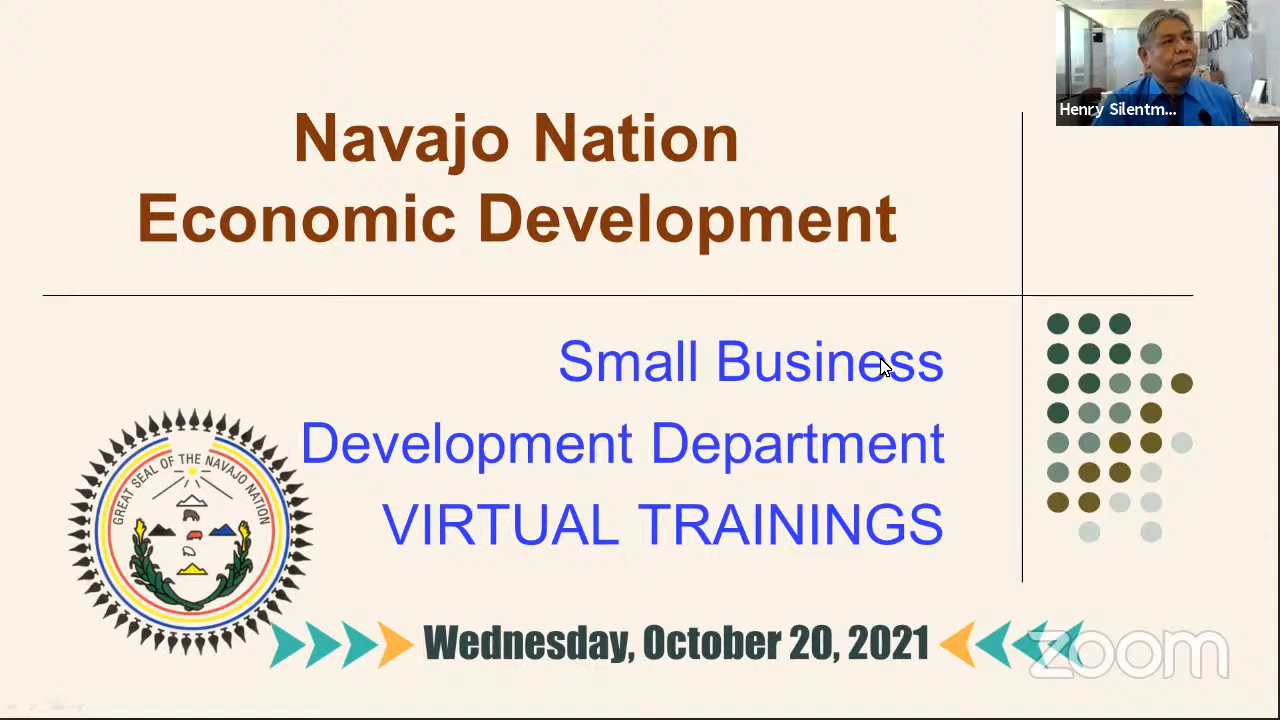 Henry Silentm...
Navajo Nation
Economic Development
Small Business
Development Department
VIRTUAL TRAININGS
GREAT SEAL OF THE NAVAJO NATION
Wednesday, October 20, 2021
zoom